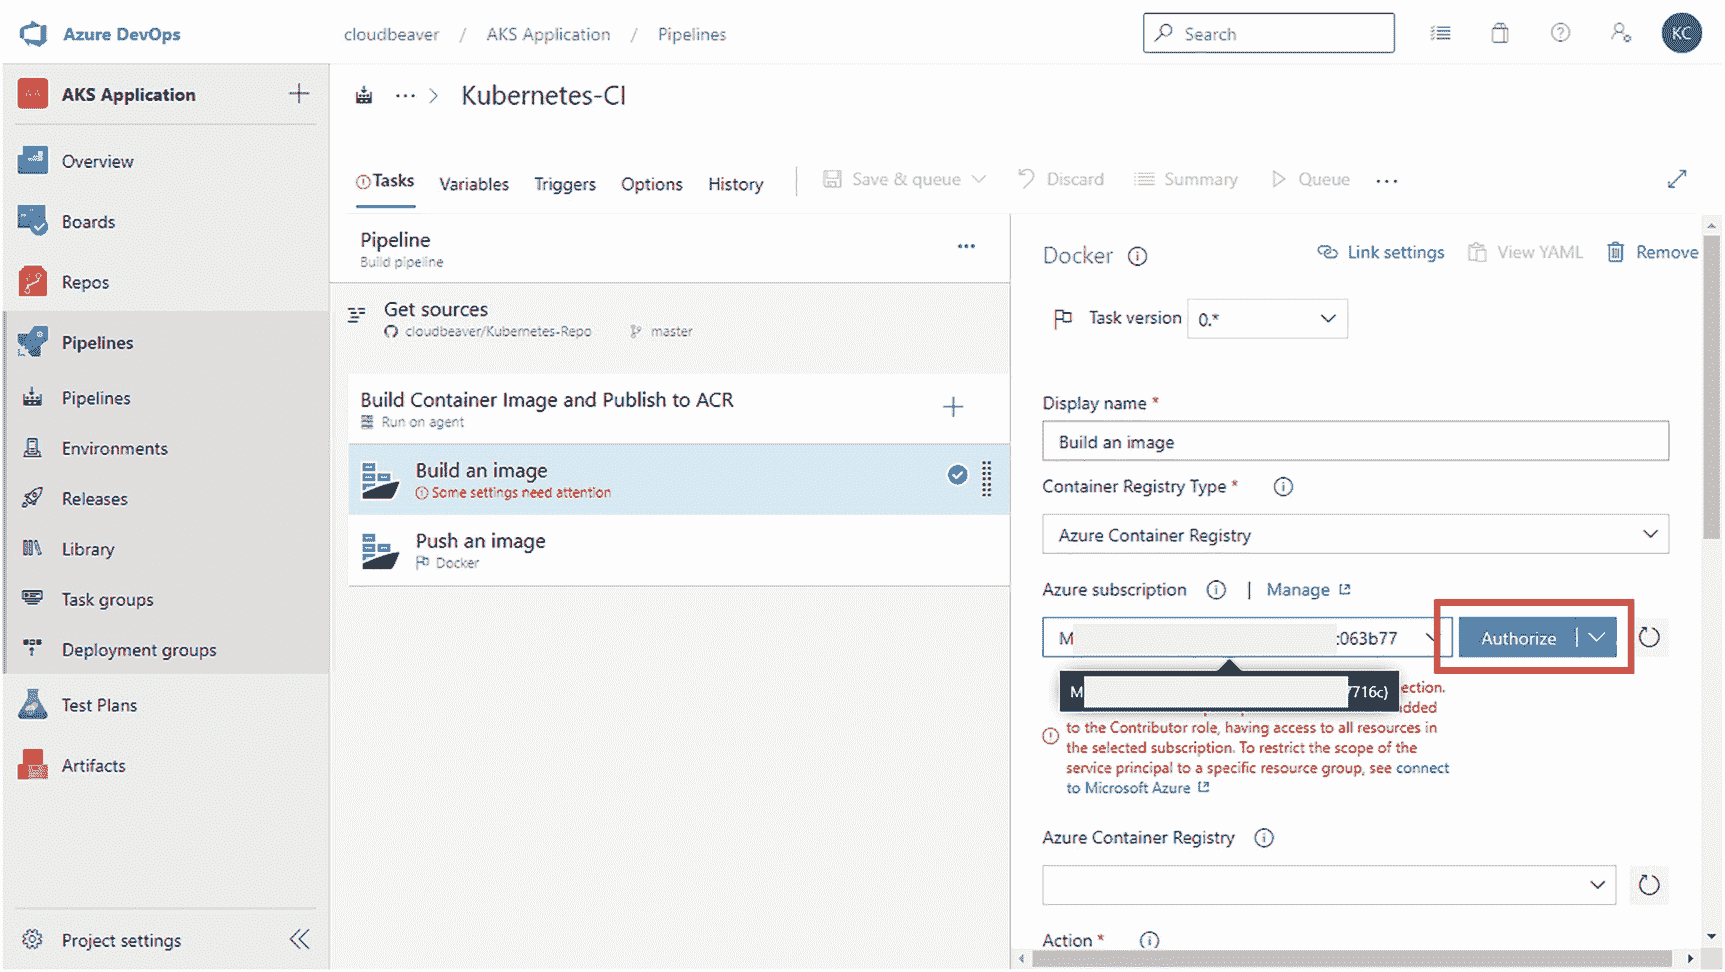 Azure DevOps
cloudbeaver / AKS Application / Pipelines
Search
KC
AKS Application
Kubernetes-CI
Overview
Boards
Repos
Pipelines
Pipelines
Environments
Releases
Library
Task groups
Deployment groups
Test Plans
Artifacts
Project settings
Tasks Variables Triggers Options History
Save & queue Discard Summary Queue
Pipeline
Build pipeline
Get sources
cloudbeaver/Kubernetes-Repo master
Build Container Image and Publish to ACR
Run on agent
Build an image
Some settings need attention
Push an image
Docker
Docker
Link settings View YAML Remove
Task version 0.*
Display name *
Build an image
Container Registry Type *
Azure Container Registry
Azure subscription | Manage
M :063b77
Authorize
M 7716c)
ection.
added
to the Contributor role, having access to all resources in
the selected subscription. To restrict the scope of the
service principal to a specific resource group, see connect
to Microsoft Azure
Azure Container Registry
Action *